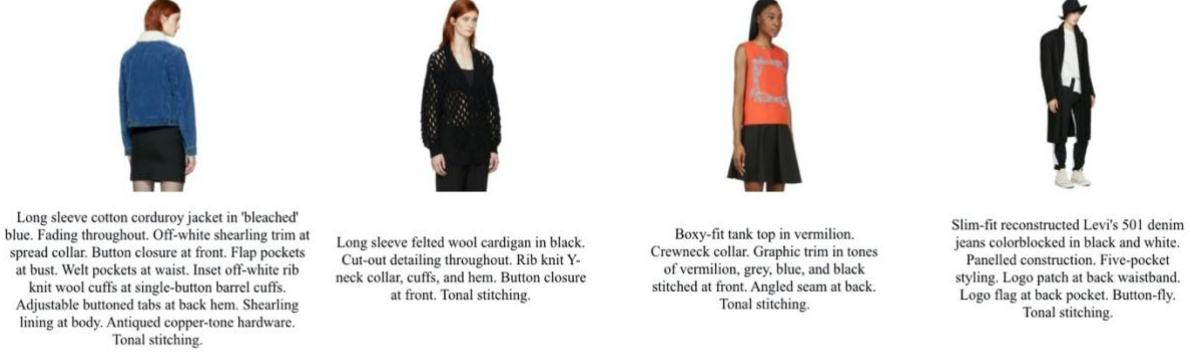 Long sleeve cotton corduroy jacket in 'bleached'
blue. Fading throughout. Off-white shearling trim at
spread collar. Button closure at front. Flap pockets
at bust. Welt pockets at waist. Inset off-white rib
knit wool cuffs at single-button barrel cuffs.
Adjustable buttoned tabs at back hem. Shearling
lining at body. Antiqued copper-tone hardware.
Tonal stitching.
Long sleeve felted wool cardigan in black.
Cut-out detailing throughout. Rib knit Y-
neck collar, cuffs, and hem. Button closure
at front. Tonal stitching.
Boxy-fit tank top in vermilion.
Crewneck collar. Graphic trim in tones
of vermilion, grey, blue, and black
stitched at front. Angled seam at back.
Tonal stitching.
Slim-fit reconstructed Levi's 501 denim
jeans colorblocked in black and white.
Panelled construction. Five-pocket
styling. Logo patch at back waistband.
Logo flag at back pocket. Button-fly.
Tonal stitching.